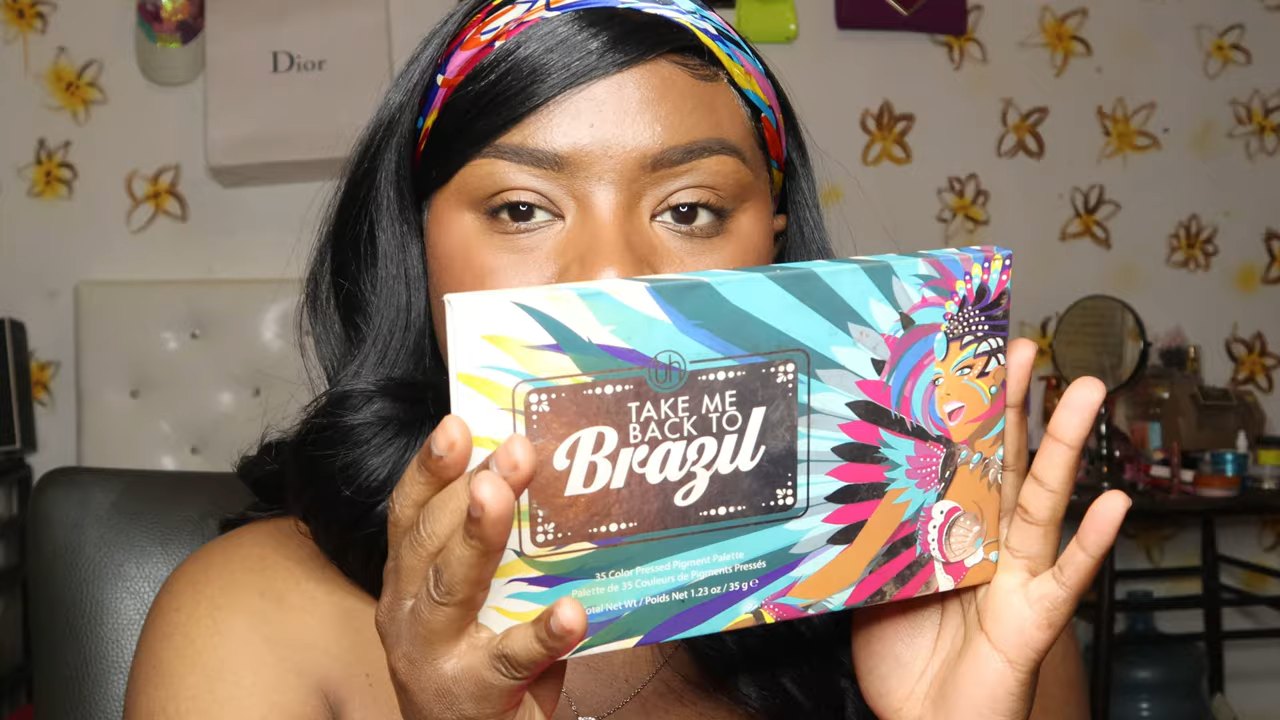 Dior
bh
TAKE ME
BACK TO
Brazil
35 Color Pressed Pigment Palette
Palette de 35 Couleurs de Pigments Pressés
Total Net Wt / Poids Net 1.23 oz / 35 g ℮